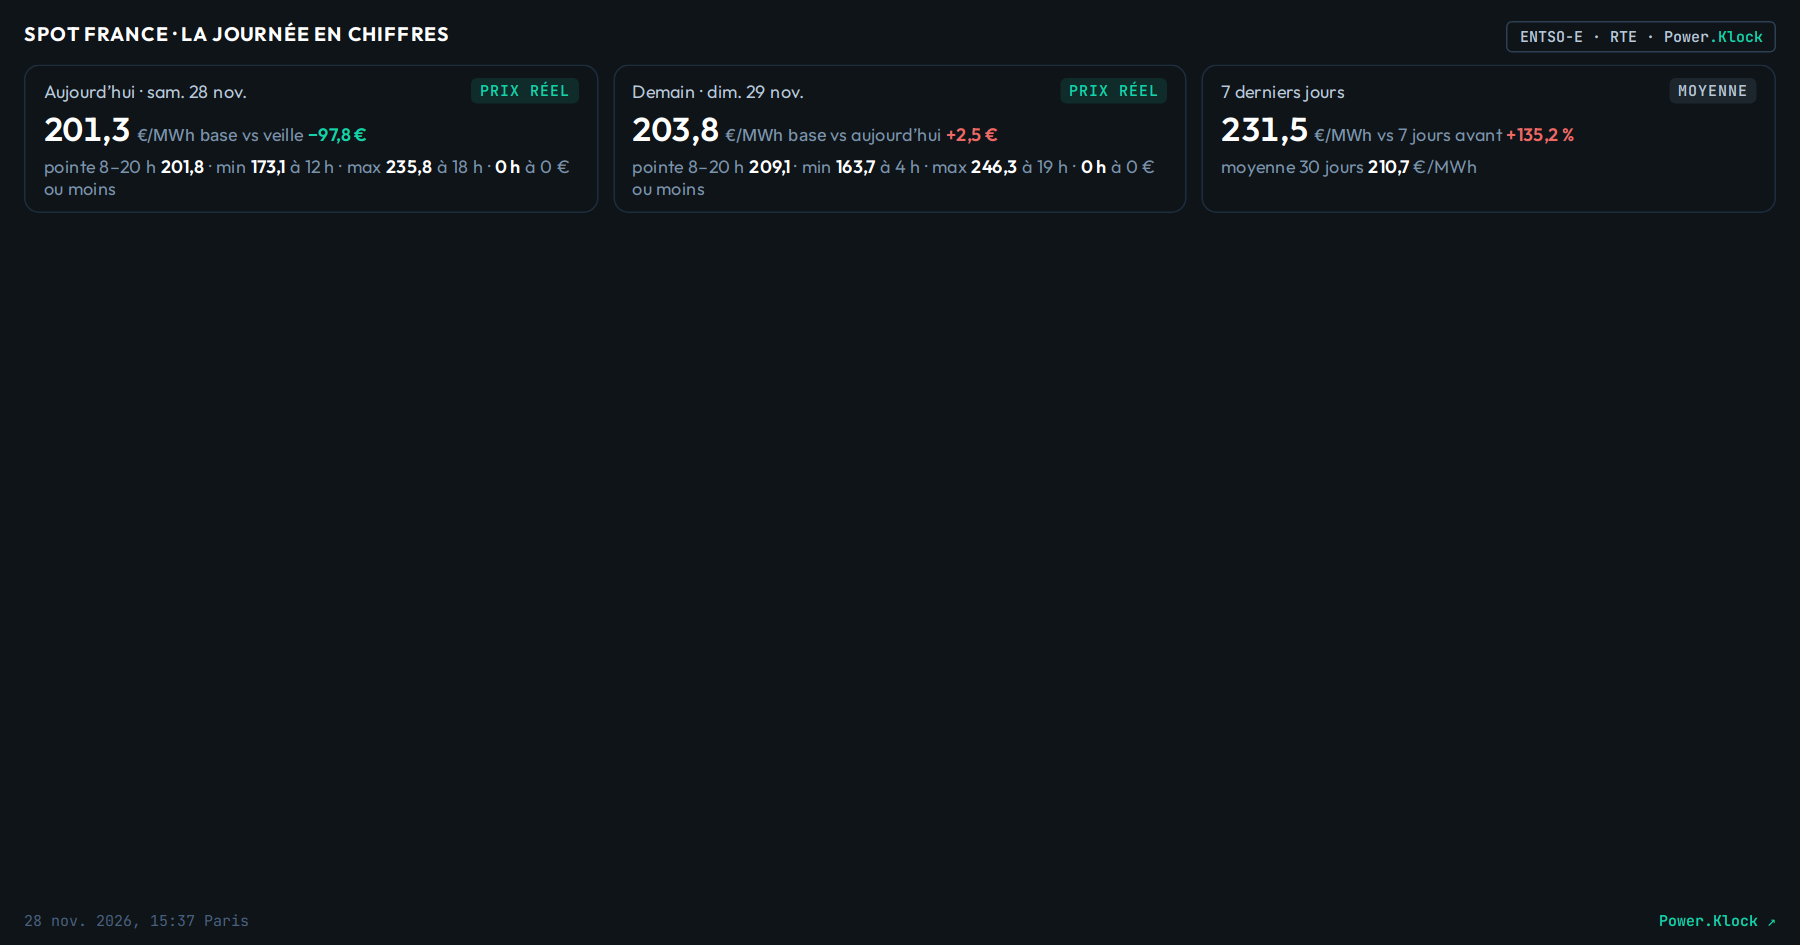 SPOT FRANCE · LA JOURNÉE EN CHIFFRES
ENTSO-E · RTE · Power.Klock
Aujourd’hui · sam. 28 nov.
PRIX RÉEL
201,3 €/MWh base vs veille −97,8 €
pointe 8–20 h 201,8 · min 173,1 à 12 h · max 235,8 à 18 h · 0 h à 0 €
ou moins
Demain · dim. 29 nov.
PRIX RÉEL
203,8 €/MWh base vs aujourd’hui +2,5 €
pointe 8–20 h 209,1 · min 163,7 à 4 h · max 246,3 à 19 h · 0 h à 0 €
ou moins
7 derniers jours
MOYENNE
231,5 €/MWh vs 7 jours avant +135,2 %
moyenne 30 jours 210,7 €/MWh
28 nov. 2026, 15:37 Paris
Power.Klock ↗